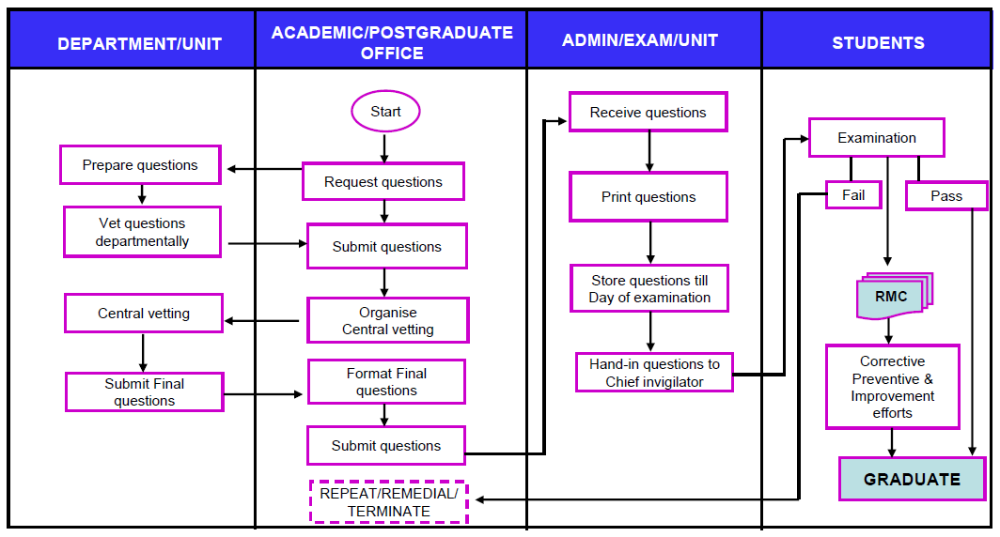 DEPARTMENT/UNIT
ACADEMIC/POSTGRADUATE
OFFICE
ADMIN/EXAM/UNIT
STUDENTS
Prepare questions
Vet questions
departmentally
Central vetting
Submit Final
questions
Start
Request questions
Submit questions
Organise
Central vetting
Format Final
questions
Submit questions
REPEAT/REMEDIAL/
TERMINATE
Receive questions
Print questions
Store questions till
Day of examination
Hand-in questions to
Chief invigilator
Examination
Fail
Pass
RMC
Corrective
Preventive &
Improvement
efforts
GRADUATE